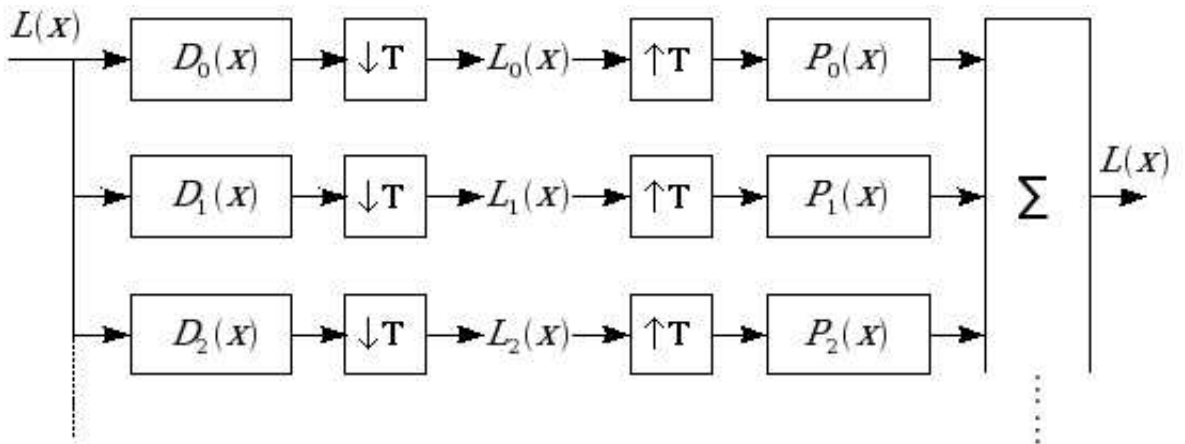 L(x)
D₀(x) ↓T L₀(x) ↑T P₀(x)
D₁(x) ↓T L₁(x) ↑T P₁(x) Σ L(x)
D₂(x) ↓T L₂(x) ↑T P₂(x)